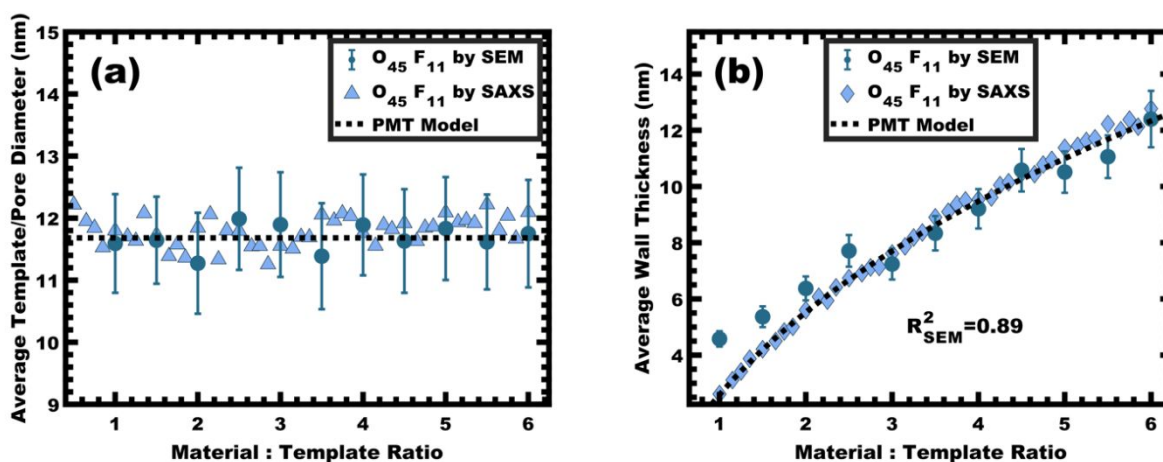 (a)
O45 F11 by SEM
O45 F11 by SAXS
PMT Model
15
14
13
12
11
10
9
Average Template/Pore Diameter (nm)
1 2 3 4 5 6
Material : Template Ratio
(b)
O45 F11 by SEM
O45 F11 by SAXS
PMT Model
14
12
10
8
6
4
Average Wall Thickness (nm)
R²SEM=0.89
1 2 3 4 5 6
Material : Template Ratio